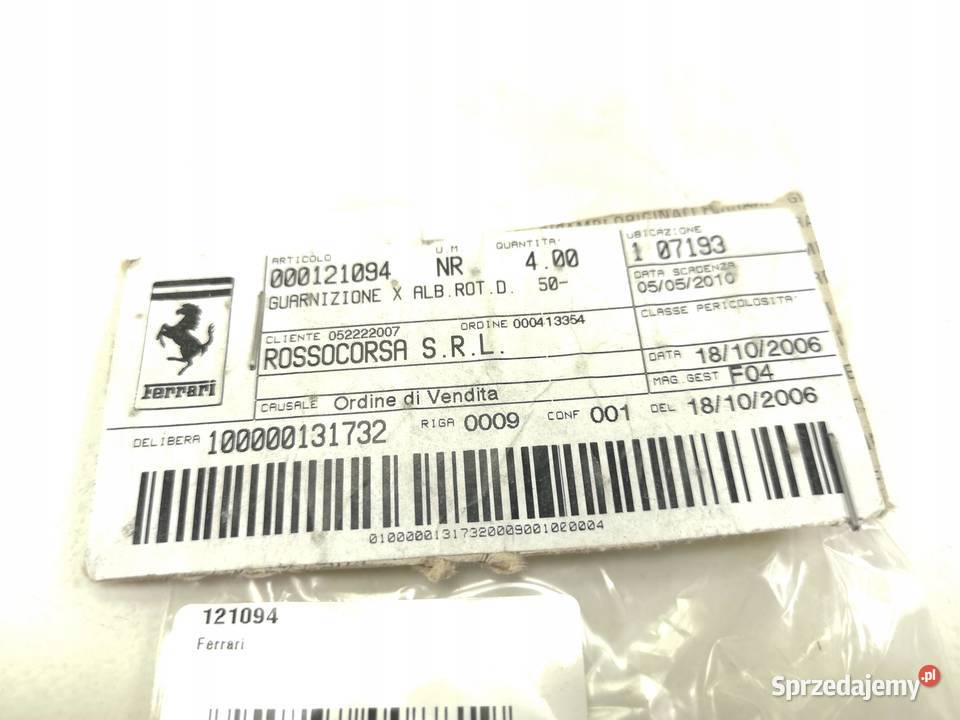 ARTICOLO U.M QUANTITA' UBICAZIONE
000121094 NR 4.00 1 07193
GUARNIZIONE X ALB.ROT.D. 50-
DATA SCADENZA
05/05/2010
CLIENTE 052222007 ORDINE 000413354
CLASSE PERICOLOSITA'
ROSSOCORSA S.R.L.
DATA 18/10/2006
Ferrari
CAUSALE Ordine di Vendita
MAG.GEST F04
DELIBERA 100000131732 RIGA 0009 CONF 001 DEL 18/10/2006
01000001317320009001000004
121094
Ferrari
Sprzedajemy.pl